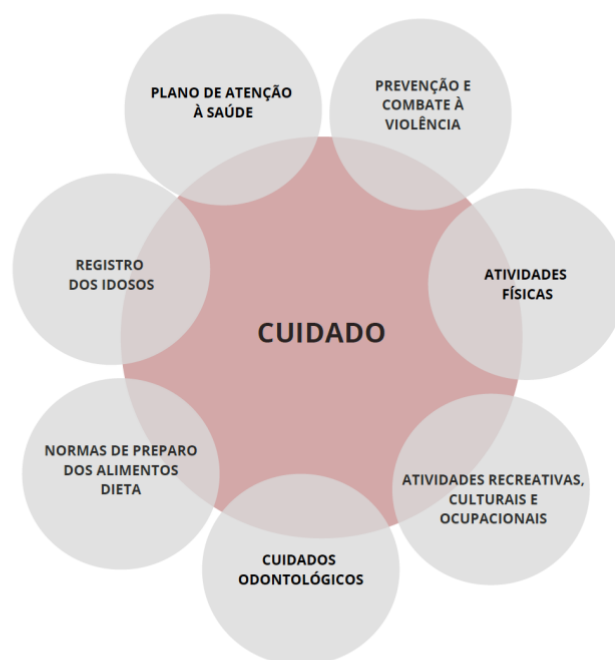 PLANO DE ATENÇÃO
À SAÚDE
PREVENÇÃO E
COMBATE À
VIOLÊNCIA
REGISTRO
DOS IDOSOS
ATIVIDADES
FÍSICAS
CUIDADO
NORMAS DE PREPARO
DOS ALIMENTOS
DIETA
ATIVIDADES RECREATIVAS,
CULTURAIS E
OCUPACIONAIS
CUIDADOS
ODONTOLÓGICOS